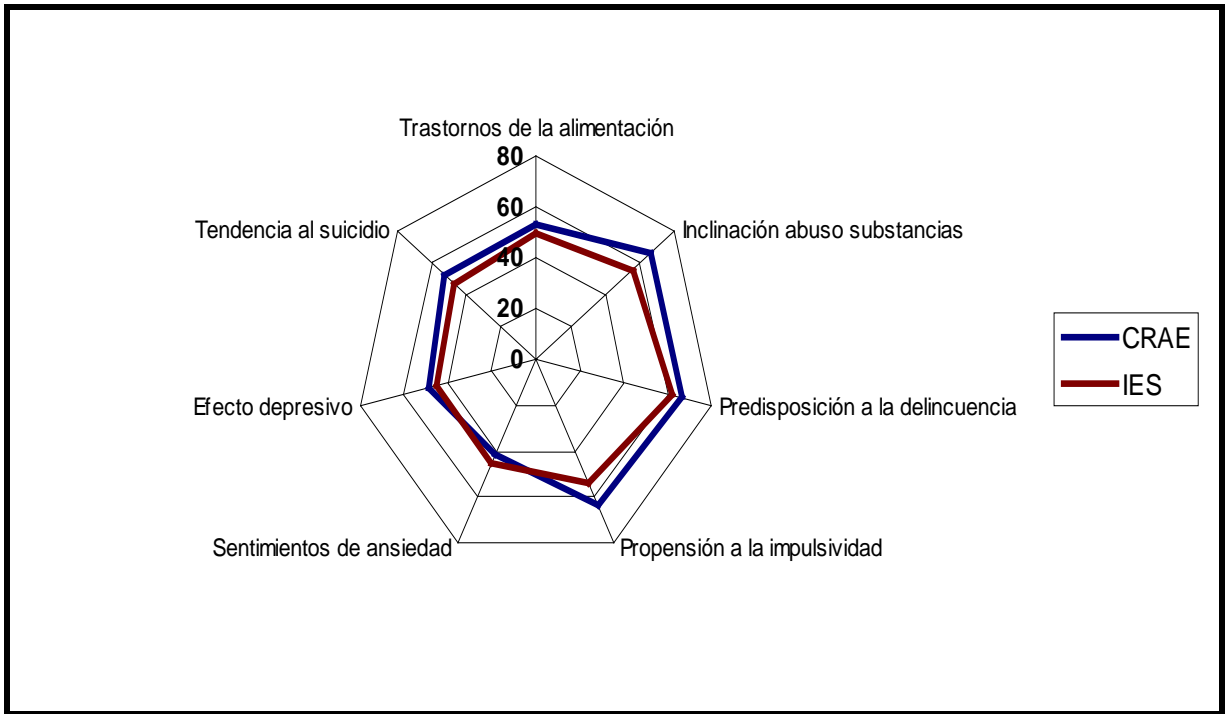 Trastornos de la alimentación
80
60
Tendencia al suicidio
Inclinación abuso substancias
40
20
0
CRAE
IES
Efecto depresivo
Predisposición a la delincuencia
Sentimientos de ansiedad
Propensión a la impulsividad